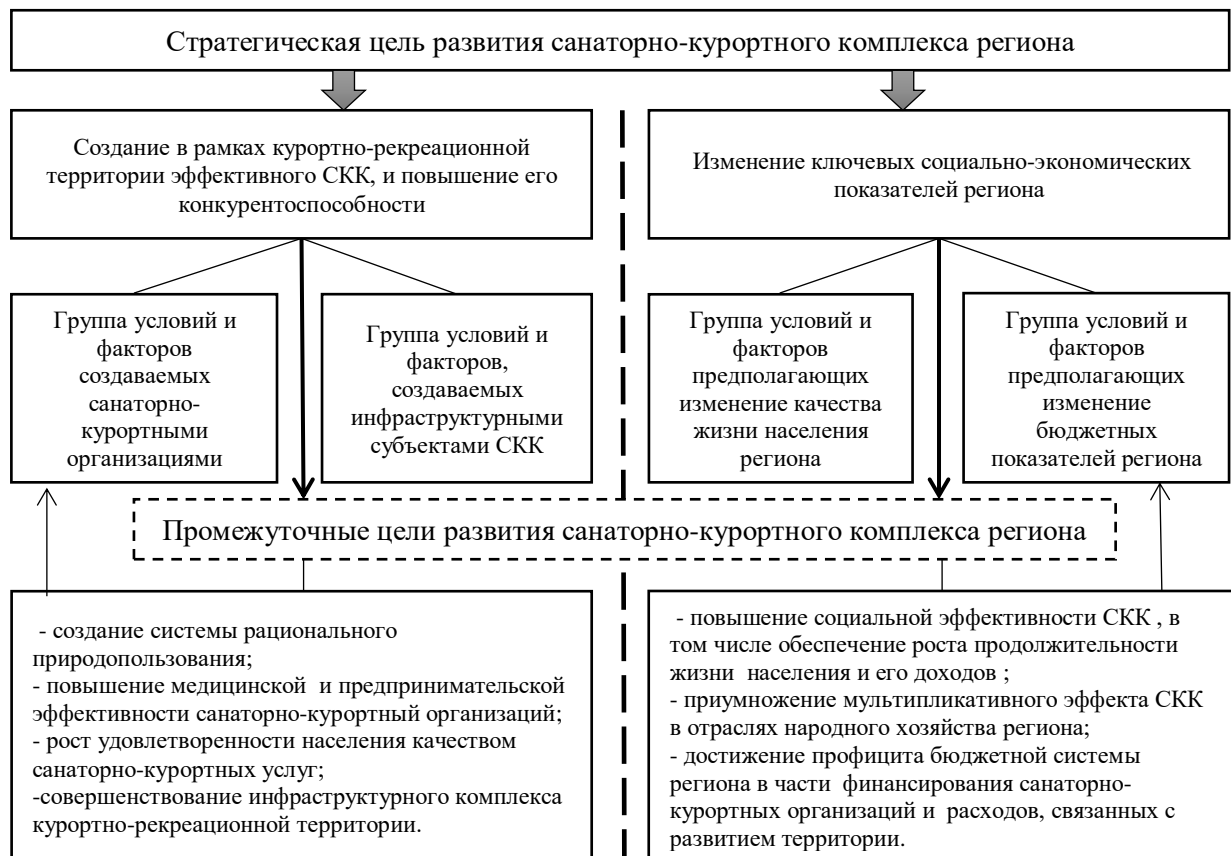 Стратегическая цель развития санаторно-курортного комплекса региона
Создание в рамках курортно-рекреационной
территории эффективного СКК, и повышение его
конкурентоспособности
Изменение ключевых социально-экономических
показателей региона
Группа условий и
факторов
создаваемых
санаторно-
курортными
организациями
Группа условий и
факторов,
создаваемых
инфраструктурными
субъектами СКК
Группа условий и
факторов
предполагающих
изменение качества
жизни населения
региона
Группа условий и
факторов
предполагающих
изменение
бюджетных
показателей региона
Промежуточные цели развития санаторно-курортного комплекса региона
- создание системы рационального
природопользования;
- повышение медицинской и предпринимательской
эффективности санаторно-курортный организаций;
- рост удовлетворенности населения качеством
санаторно-курортных услуг;
-совершенствование инфраструктурного комплекса
курортно-рекреационной территории.
- повышение социальной эффективности СКК , в
том числе обеспечение роста продолжительности
жизни населения и его доходов ;
- приумножение мультипликативного эффекта СКК
в отраслях народного хозяйства региона;
- достижение профицита бюджетной системы
региона в части финансирования санаторно-
курортных организаций и расходов, связанных с
развитием территории.